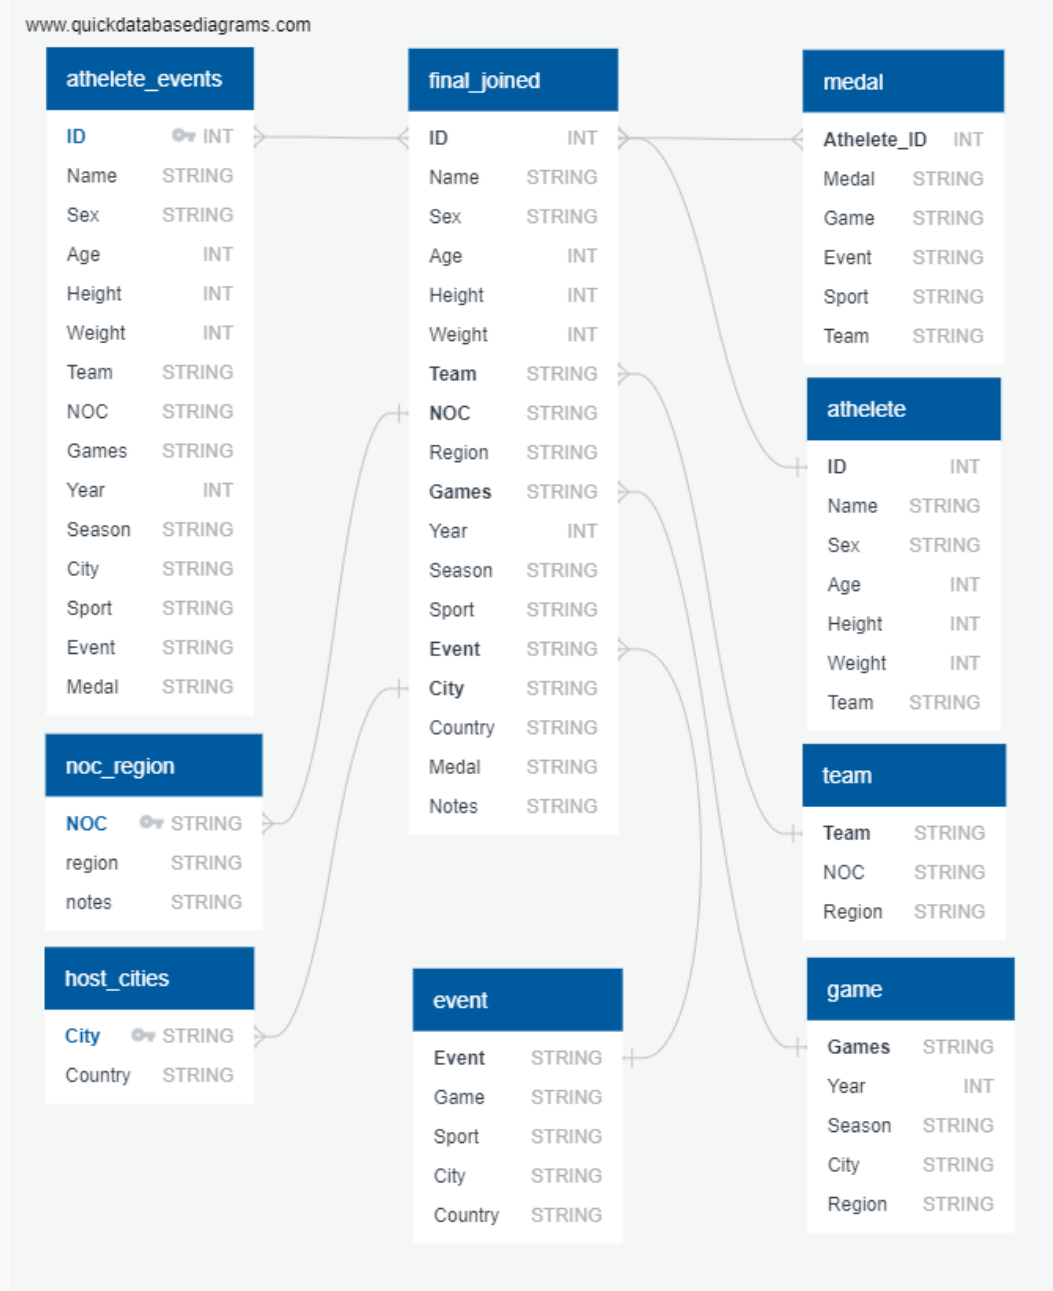 www.quickdatabasediagrams.com
athelete_events
ID INT
Name STRING
Sex STRING
Age INT
Height INT
Weight INT
Team STRING
NOC STRING
Games STRING
Year INT
Season STRING
City STRING
Sport STRING
Event STRING
Medal STRING
noc_region
NOC STRING
region STRING
notes STRING
host_cities
City STRING
Country STRING
final_joined
ID INT
Name STRING
Sex STRING
Age INT
Height INT
Weight INT
Team STRING
NOC STRING
Region STRING
Games STRING
Year INT
Season STRING
Sport STRING
Event STRING
City STRING
Country STRING
Medal STRING
Notes STRING
event
Event STRING
Game STRING
Sport STRING
City STRING
Country STRING
medal
Athelete_ID INT
Medal STRING
Game STRING
Event STRING
Sport STRING
Team STRING
athelete
ID INT
Name STRING
Sex STRING
Age INT
Height INT
Weight INT
Team STRING
team
Team STRING
NOC STRING
Region STRING
game
Games STRING
Year INT
Season STRING
City STRING
Region STRING